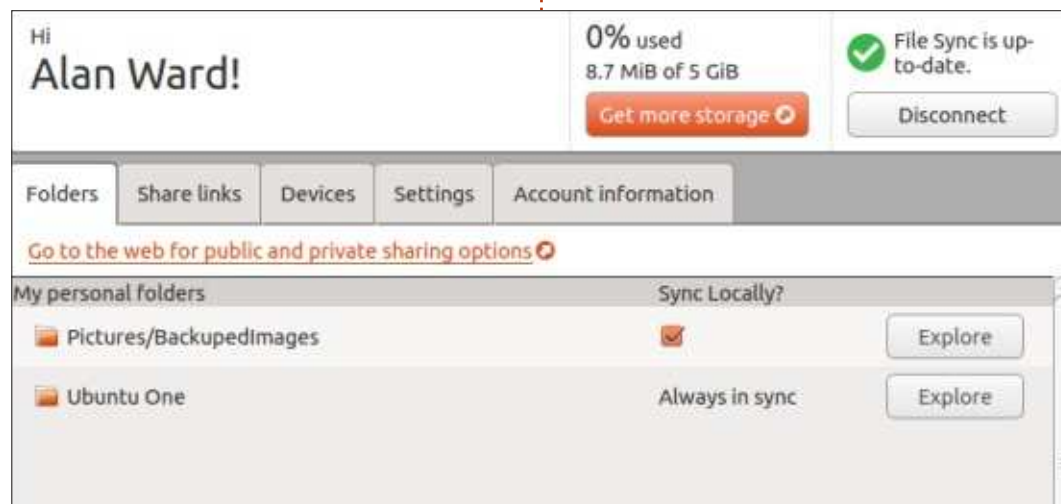 Hi
Alan Ward!
0% used
8.7 MiB of 5 GiB
Get more storage
File Sync is up-
to-date.
Disconnect
Folders Share links Devices Settings Account information
Go to the web for public and private sharing options
My personal folders Sync Locally?
Pictures/BackupedImages Explore
Ubuntu One Always in sync Explore